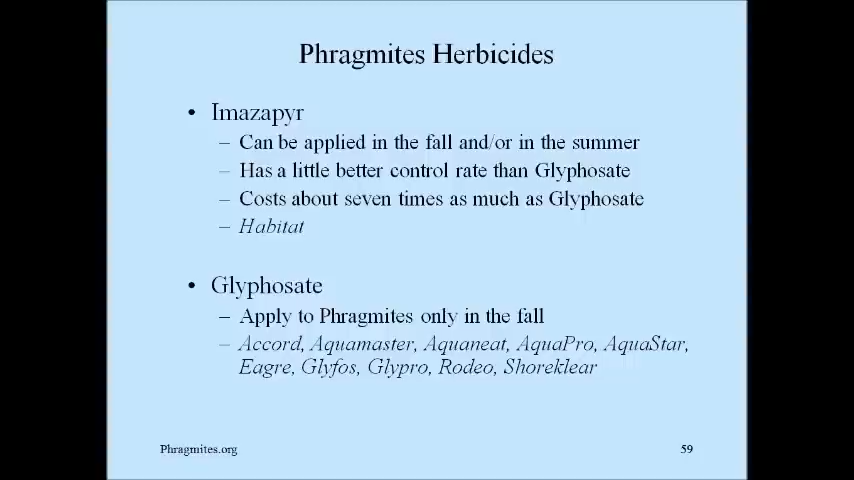 Phragmites Herbicides
• Imazapyr
– Can be applied in the fall and/or in the summer
– Has a little better control rate than Glyphosate
– Costs about seven times as much as Glyphosate
– Habitat
• Glyphosate
– Apply to Phragmites only in the fall
– Accord, Aquamaster, Aquaneat, AquaPro, AquaStar,
Eagre, Glyfos, Glypro, Rodeo, Shoreklear
Phragmites.org
59